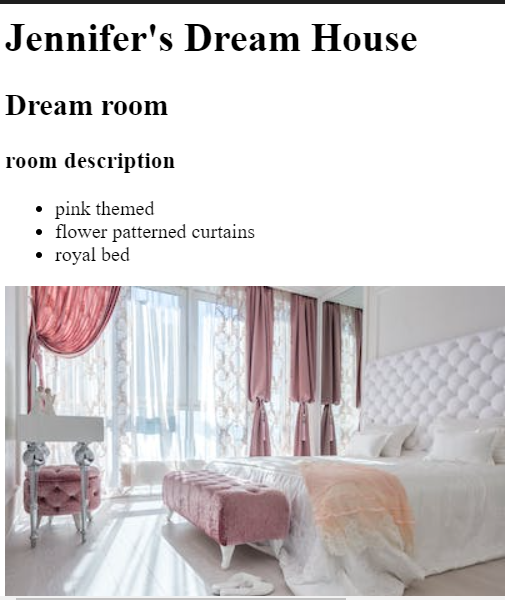 Jennifer's Dream House
Dream room
room description
pink themed
flower patterned curtains
royal bed